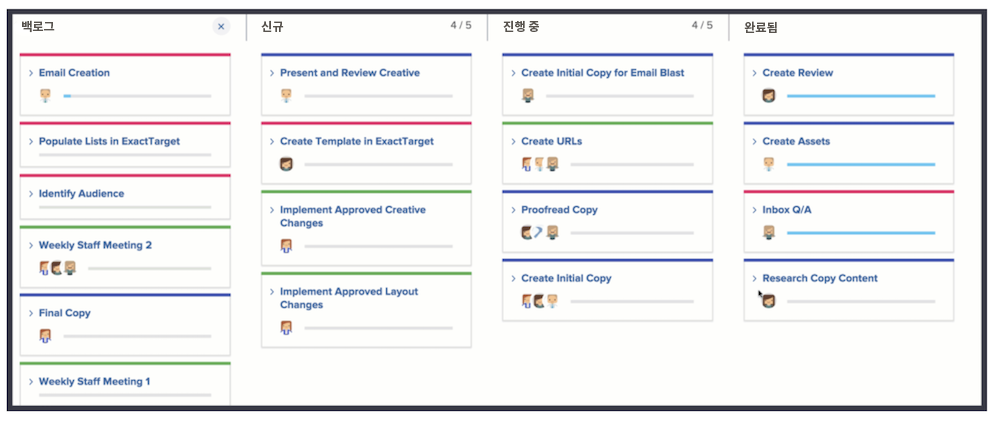 백로그
×
Email Creation
Populate Lists in ExactTarget
Identify Audience
Weekly Staff Meeting 2
Final Copy
Weekly Staff Meeting 1
신규
4 / 5
Present and Review Creative
Create Template in ExactTarget
Implement Approved Creative
Changes
Implement Approved Layout
Changes
진행 중
4 / 5
Create Initial Copy for Email Blast
Create URLs
Proofread Copy
Create Initial Copy
완료됨
Create Review
Create Assets
Inbox Q/A
Research Copy Content